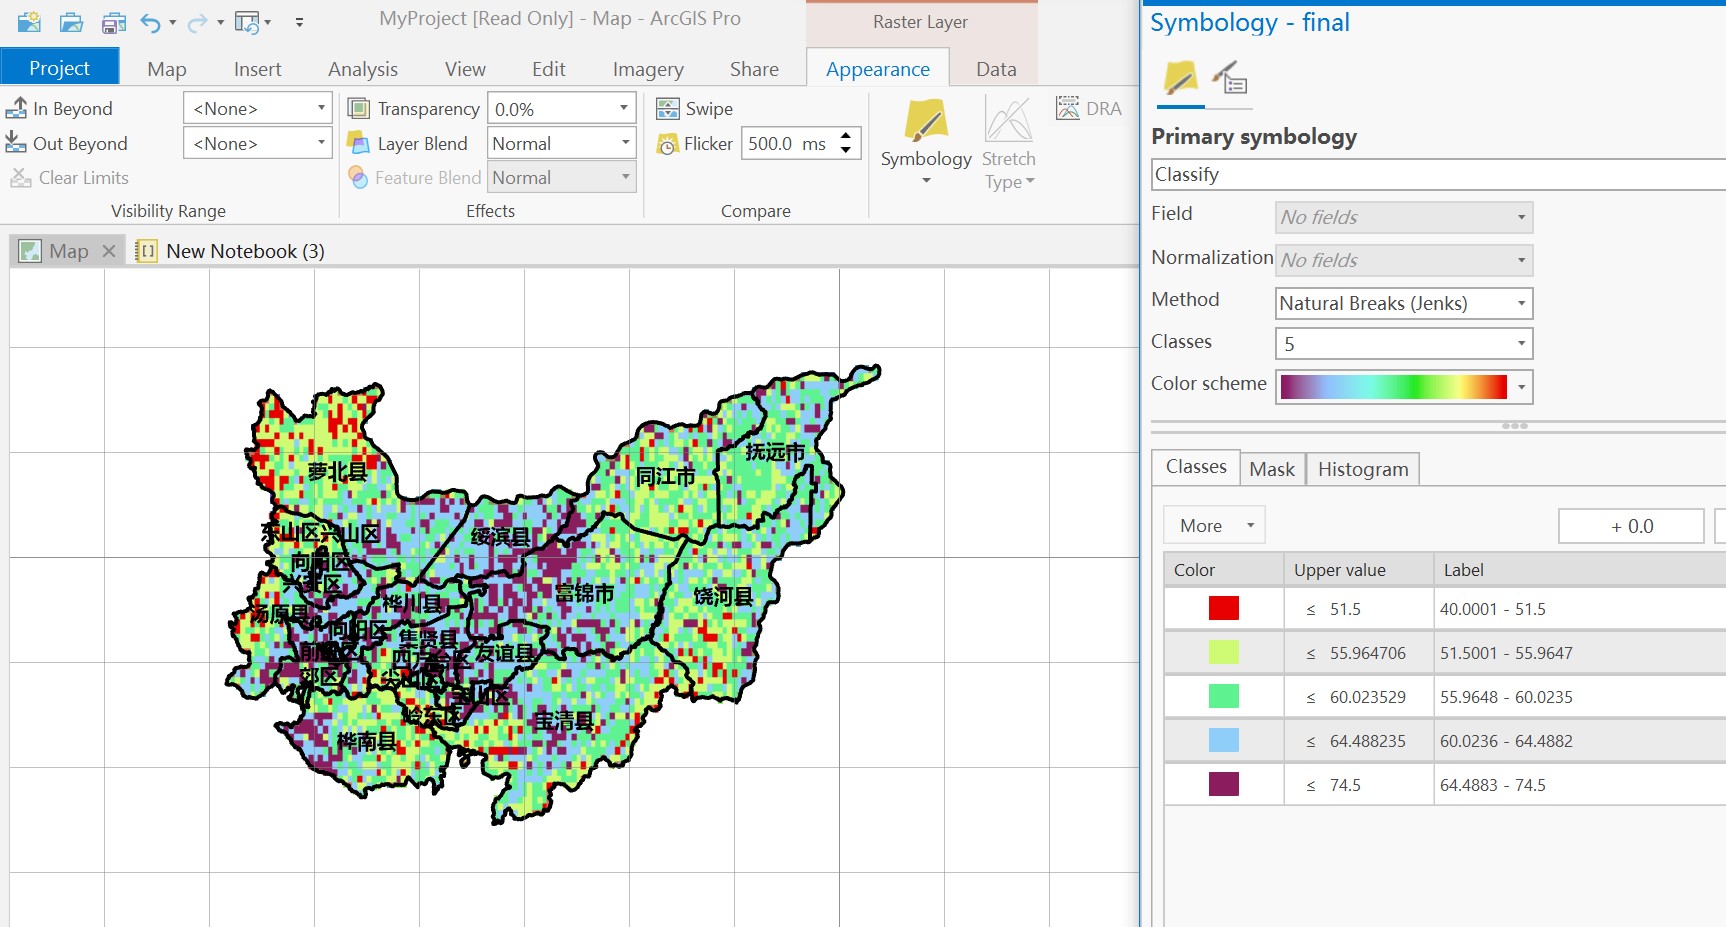 MyProject [Read Only] - Map - ArcGIS Pro
Raster Layer
Project
Map
Insert
Analysis
View
Edit
Imagery
Share
Appearance
Data
In Beyond
<None>
Out Beyond
<None>
Clear Limits
Visibility Range
Transparency
0.0%
Layer Blend
Normal
Feature Blend
Normal
Effects
Swipe
Flicker
500.0 ms
Compare
Symbology
Stretch
Type
DRA
Map
New Notebook (3)
萝北县
同江市
抚远市
东山区兴山区
绥滨县
向阳区
兴安区
富锦市
饶河县
汤原县
桦川县
向阳区
集贤县
友谊县
郊区
尖山区
宝山区
岭东区
宝清县
桦南县
Symbology - final
Primary symbology
Classify
Field
No fields
Normalization
No fields
Method
Natural Breaks (Jenks)
Classes
5
Color scheme
Classes
Mask
Histogram
More
+ 0.0
Color
Upper value
Label
≤ 51.5
40.0001 - 51.5
≤ 55.964706
51.5001 - 55.9647
≤ 60.023529
55.9648 - 60.0235
≤ 64.488235
60.0236 - 64.4882
≤ 74.5
64.4883 - 74.5